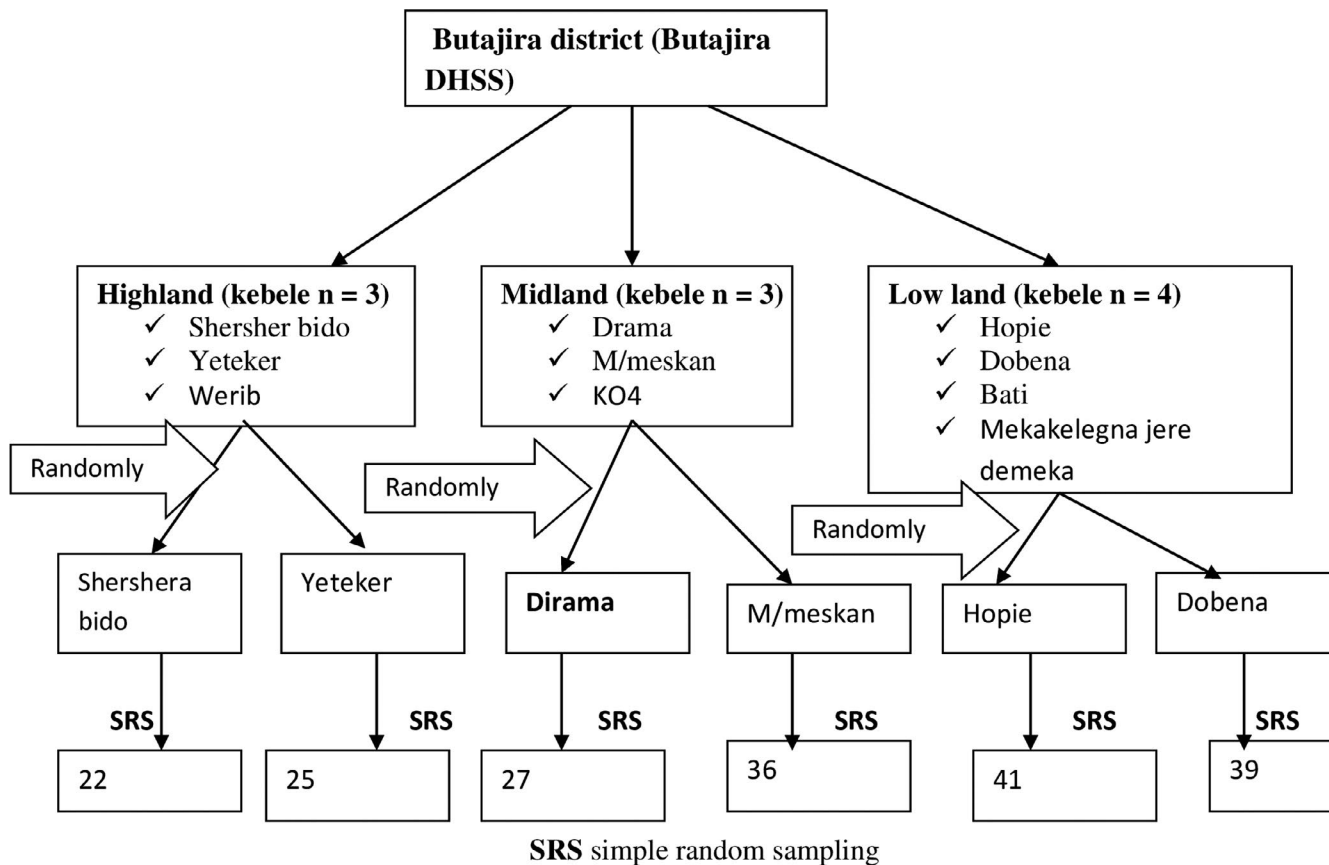 Butajira district (Butajira
DHSS)
Highland (kebele n = 3)
✓ Shersher bido
✓ Yeteker
✓ Werib
Midland (kebele n = 3)
✓ Drama
✓ M/meskan
✓ KO4
Low land (kebele n = 4)
✓ Hopie
✓ Dobena
✓ Bati
✓ Mekakelegna jere
demeka
Randomly
Randomly
Randomly
Shershera
bido
Yeteker
Dirama
M/meskan
Hopie
Dobena
SRS
SRS
SRS
SRS
SRS
SRS
22
25
27
36
41
39
SRS simple random sampling